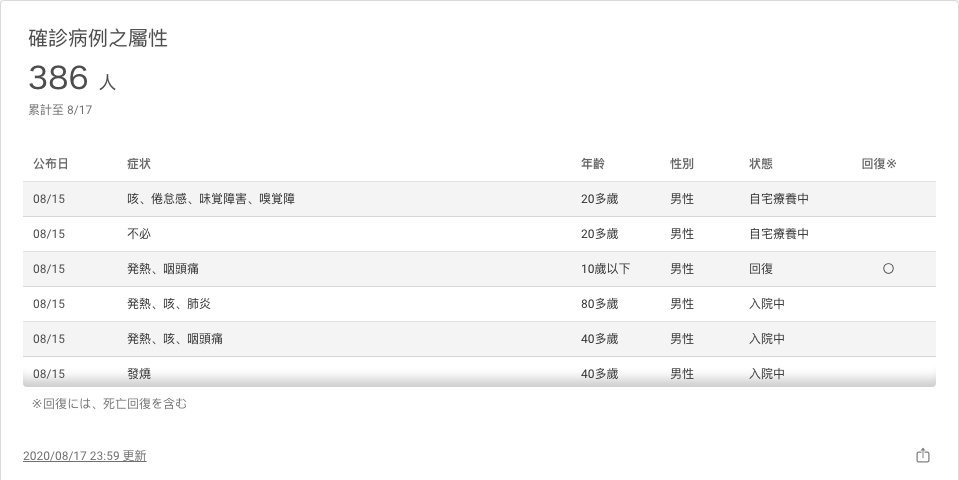 確診病例之屬性
386 人
累計至 8/17
公布日 症状 年齡 性別 状態 回復※
08/15 咳、倦怠感、味覚障害、嗅覚障 20多歲 男性 自宅療養中
08/15 不必 20多歲 男性 自宅療養中
08/15 発熱、咽頭痛 10歲以下 男性 回復 ○
08/15 発熱、咳、肺炎 80多歲 男性 入院中
08/15 発熱、咳、咽頭痛 40多歲 男性 入院中
08/15 發燒 40多歲 男性 入院中
※回復には、死亡回復を含む
2020/08/17 23:59 更新